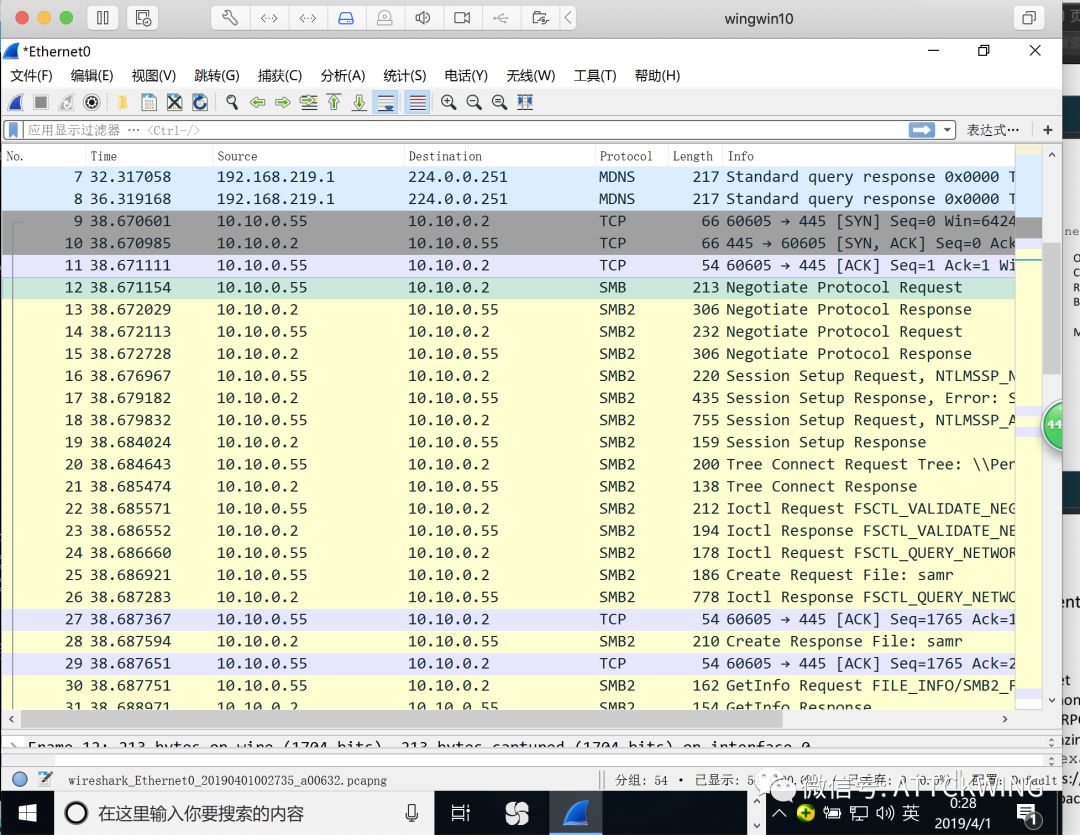 wingwin10
*Ethernet0
文件(F) 编辑(E) 视图(V) 跳转(G) 捕获(C) 分析(A) 统计(S) 电话(Y) 无线(W) 工具(T) 帮助(H)
应用显示过滤器 … <Ctrl-/> 表达式… +
No. Time Source Destination Protocol Length Info
7 32.317058 192.168.219.1 224.0.0.251 MDNS 217 Standard query response 0x0000 T
8 36.319168 192.168.219.1 224.0.0.251 MDNS 217 Standard query response 0x0000 T
9 38.670601 10.10.0.55 10.10.0.2 TCP 66 60605 → 445 [SYN] Seq=0 Win=6424
10 38.670985 10.10.0.2 10.10.0.55 TCP 66 445 → 60605 [SYN, ACK] Seq=0 Ack
11 38.671111 10.10.0.55 10.10.0.2 TCP 54 60605 → 445 [ACK] Seq=1 Ack=1 Wi
12 38.671154 10.10.0.55 10.10.0.2 SMB 213 Negotiate Protocol Request
13 38.672029 10.10.0.2 10.10.0.55 SMB2 306 Negotiate Protocol Response
14 38.672113 10.10.0.55 10.10.0.2 SMB2 232 Negotiate Protocol Request
15 38.672728 10.10.0.2 10.10.0.55 SMB2 306 Negotiate Protocol Response
16 38.676967 10.10.0.55 10.10.0.2 SMB2 220 Session Setup Request, NTLMSSP_N
17 38.679182 10.10.0.2 10.10.0.55 SMB2 435 Session Setup Response, Error: S
18 38.679832 10.10.0.55 10.10.0.2 SMB2 755 Session Setup Request, NTLMSSP_A
19 38.684024 10.10.0.2 10.10.0.55 SMB2 159 Session Setup Response
20 38.684643 10.10.0.55 10.10.0.2 SMB2 200 Tree Connect Request Tree: \\Per
21 38.685474 10.10.0.2 10.10.0.55 SMB2 138 Tree Connect Response
22 38.685571 10.10.0.55 10.10.0.2 SMB2 212 Ioctl Request FSCTL_VALIDATE_NEG
23 38.686552 10.10.0.2 10.10.0.55 SMB2 194 Ioctl Response FSCTL_VALIDATE_NE
24 38.686660 10.10.0.55 10.10.0.2 SMB2 178 Ioctl Request FSCTL_QUERY_NETWOR
25 38.686921 10.10.0.55 10.10.0.2 SMB2 186 Create Request File: samr
26 38.687283 10.10.0.2 10.10.0.55 SMB2 778 Ioctl Response FSCTL_QUERY_NETWO
27 38.687367 10.10.0.55 10.10.0.2 TCP 54 60605 → 445 [ACK] Seq=1765 Ack=1
28 38.687594 10.10.0.2 10.10.0.55 SMB2 210 Create Response File: samr
29 38.687651 10.10.0.55 10.10.0.2 TCP 54 60605 → 445 [ACK] Seq=1765 Ack=2
30 38.687751 10.10.0.55 10.10.0.2 SMB2 162 GetInfo Request FILE_INFO/SMB2_F
31 38.688971 10.10.0.2 10.10.0.55 SMB2 154 GetInfo Response
Frame 12: 213 bytes on wire (1704 bits), 213 bytes captured (1704 bits) on interface 0
wireshark_Ethernet0_20190401002735_a00632.pcapng 分组: 54 · 已显示: 配置: Default
微信号: ATTCKWING
在这里输入你要搜索的内容 英 0:28
2019/4/1 1
44